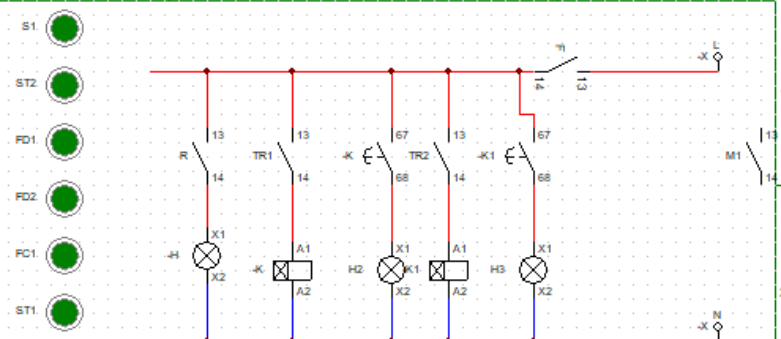 S1
L
-X
14
13
ST2
FD1
13
13
67
13
67
13
R
TR1
-K
TR2
-K1
M1
14
14
68
14
68
14
FD2
X1
A1
X1
A1
X1
FC1
-H
-K
H2
K1
H3
X2
A2
X2
A2
X2
ST1
N
-X